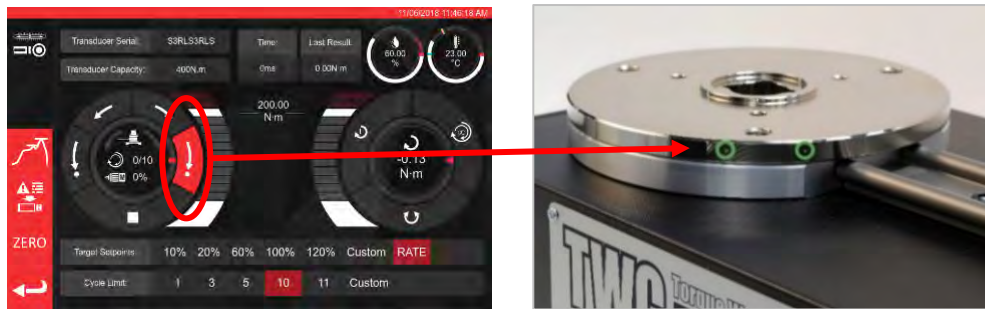 11/06/2018 11:46:18 AM
Transducer Serial: S3RLS3RLS Time: Last Result:
60.00 % 23.00 °C
Transducer Capacity: 400N.m 0ms 0.00N m
200.00
N·m
0/10
0%
-0.13
N·m
ZERO
Target Setpoints: 10% 20% 60% 100% 120% Custom RATE
Cycle Limit: 1 3 5 10 11 Custom
TWC